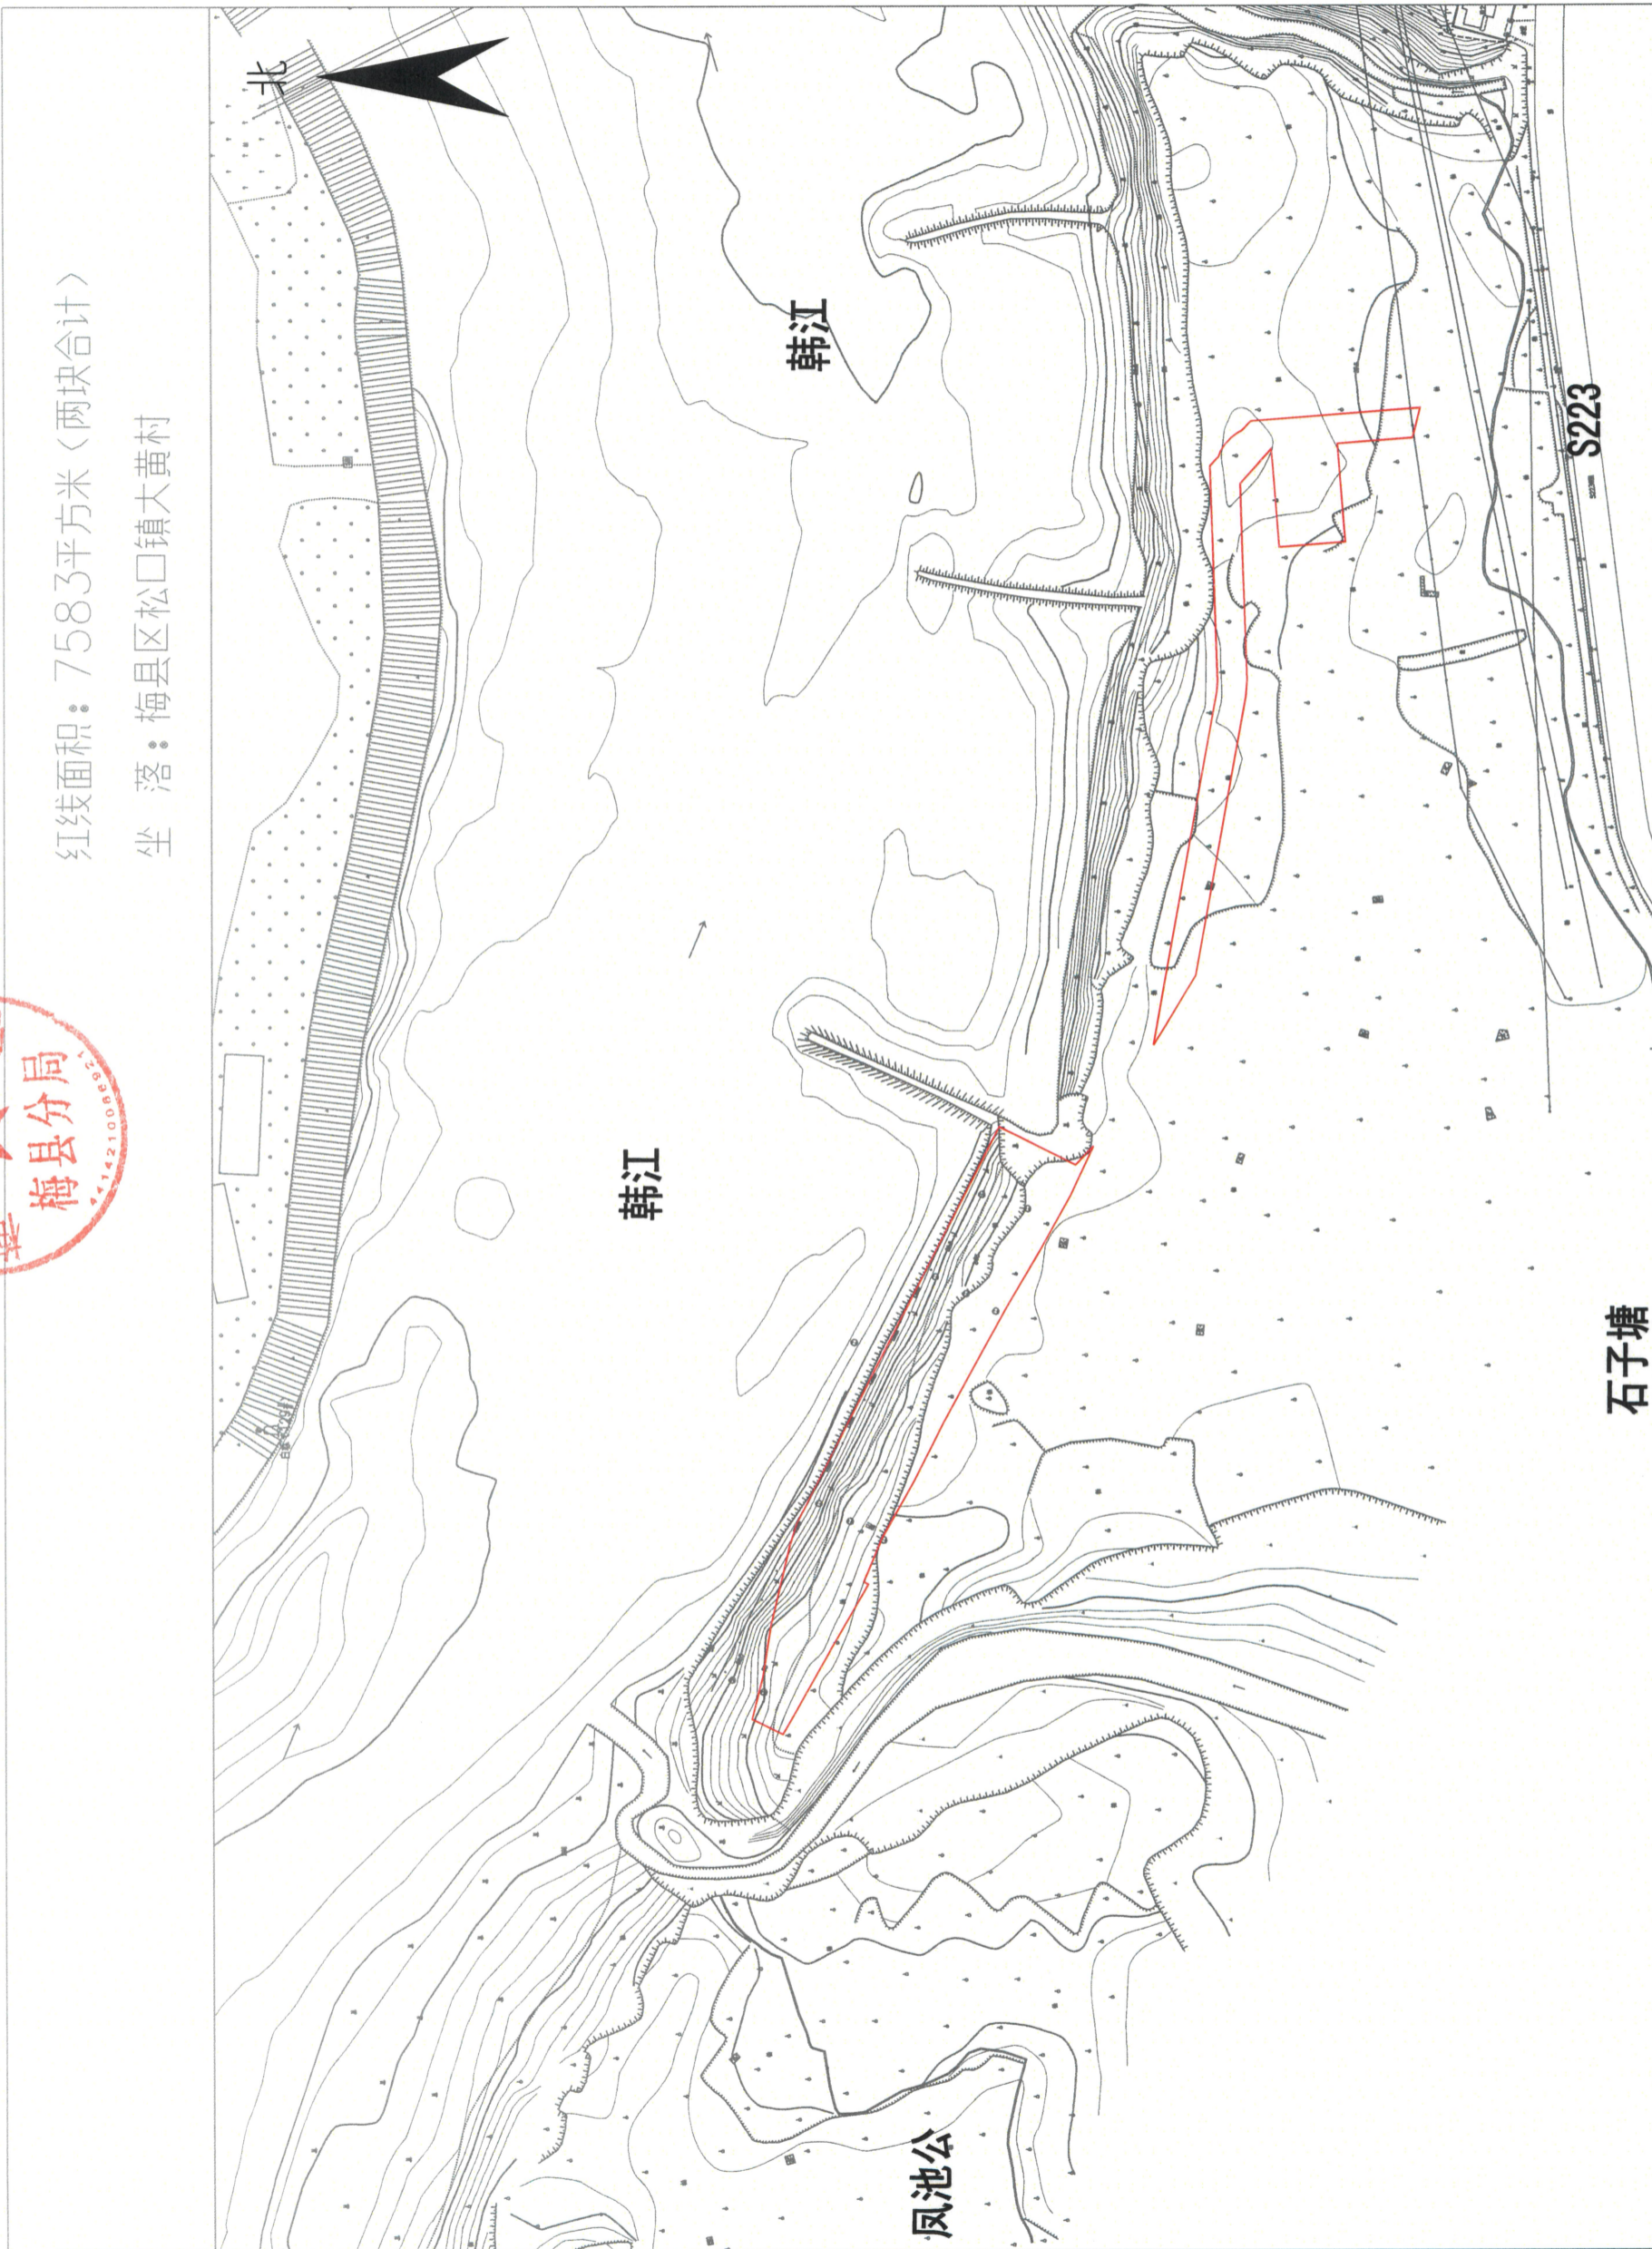 红线面积：7583平方米〈两块合计〉
坐 落：梅县区松口镇大黄村
北
韩江
韩江
S223
石子塘
凤池公
梅县分局